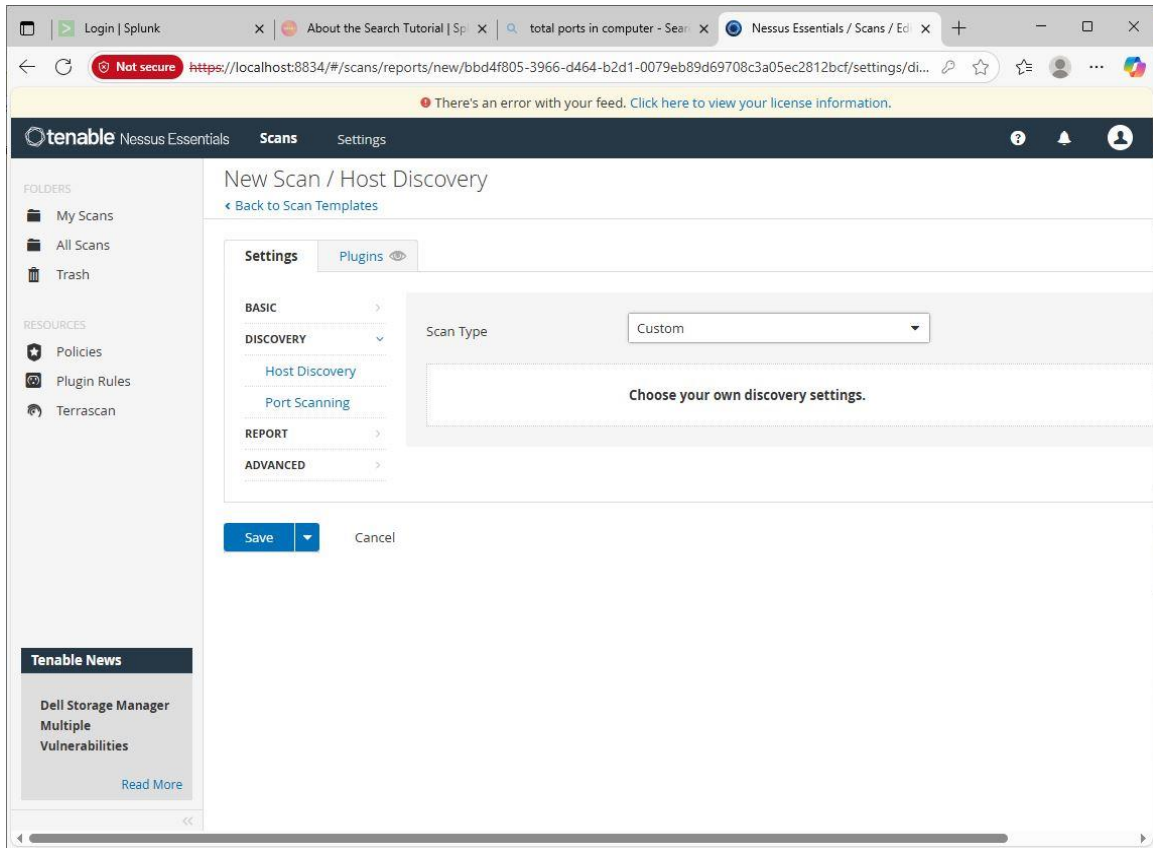 Login | Splunk
About the Search Tutorial | Sp
total ports in computer - Sear
Nessus Essentials / Scans / Ed
Not secure https://localhost:8834/#/scans/reports/new/bbd4f805-3966-d464-b2d1-0079eb89d69708c3a05ec2812bcf/settings/di...
There's an error with your feed. Click here to view your license information.
tenable Nessus Essentials Scans Settings
FOLDERS
My Scans
All Scans
Trash
RESOURCES
Policies
Plugin Rules
Terrascan
New Scan / Host Discovery
Back to Scan Templates
Settings Plugins
BASIC
DISCOVERY
Host Discovery
Port Scanning
REPORT
ADVANCED
Scan Type Custom
Choose your own discovery settings.
Save Cancel
Tenable News
Dell Storage Manager
Multiple
Vulnerabilities
Read More